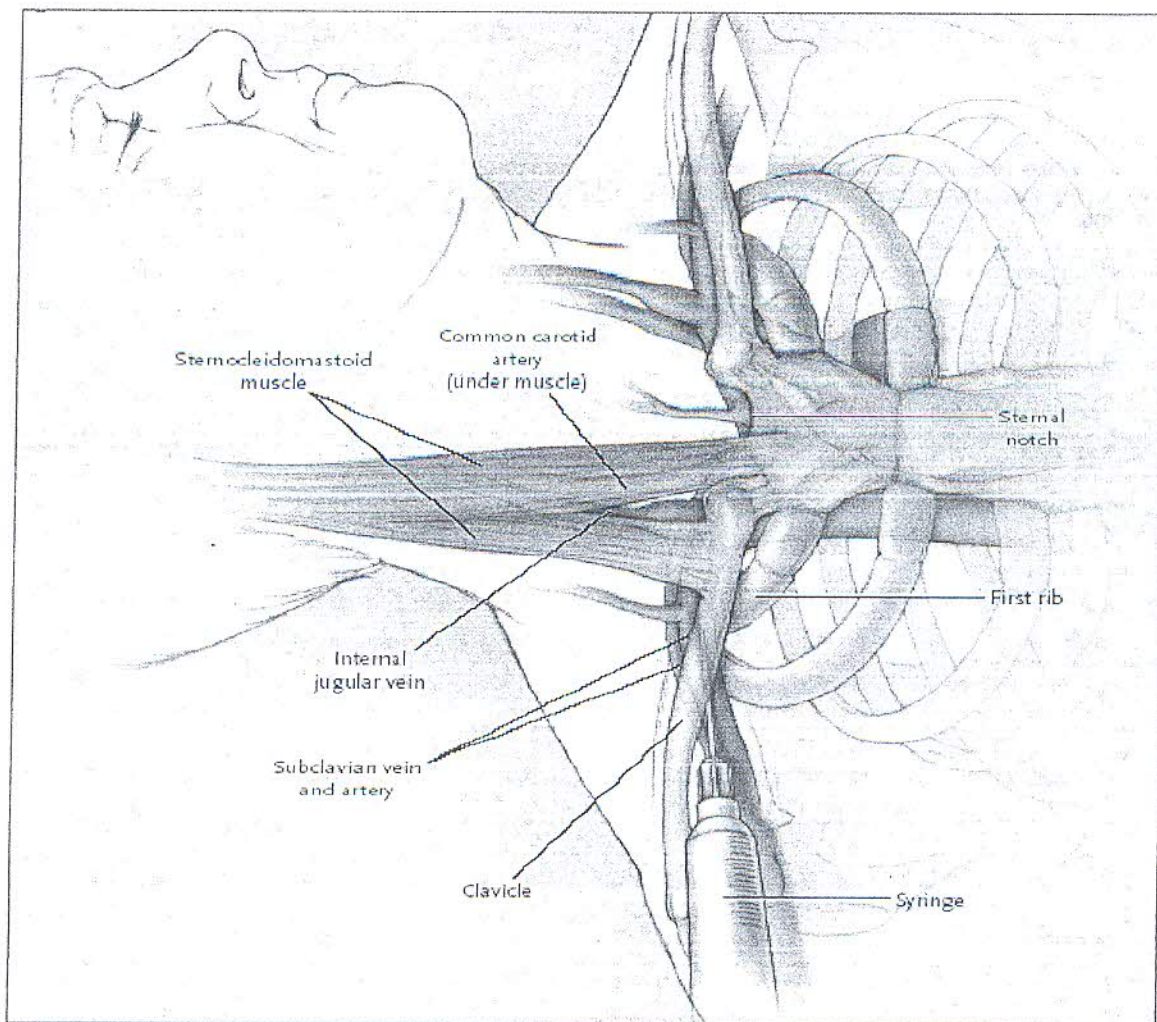 Common carotid
artery
(under muscle)
Sternocleidomastoid
muscle
Sternal
notch
First rib
Internal
jugular vein
Subclavian vein
and artery
Clavicle
Syringe